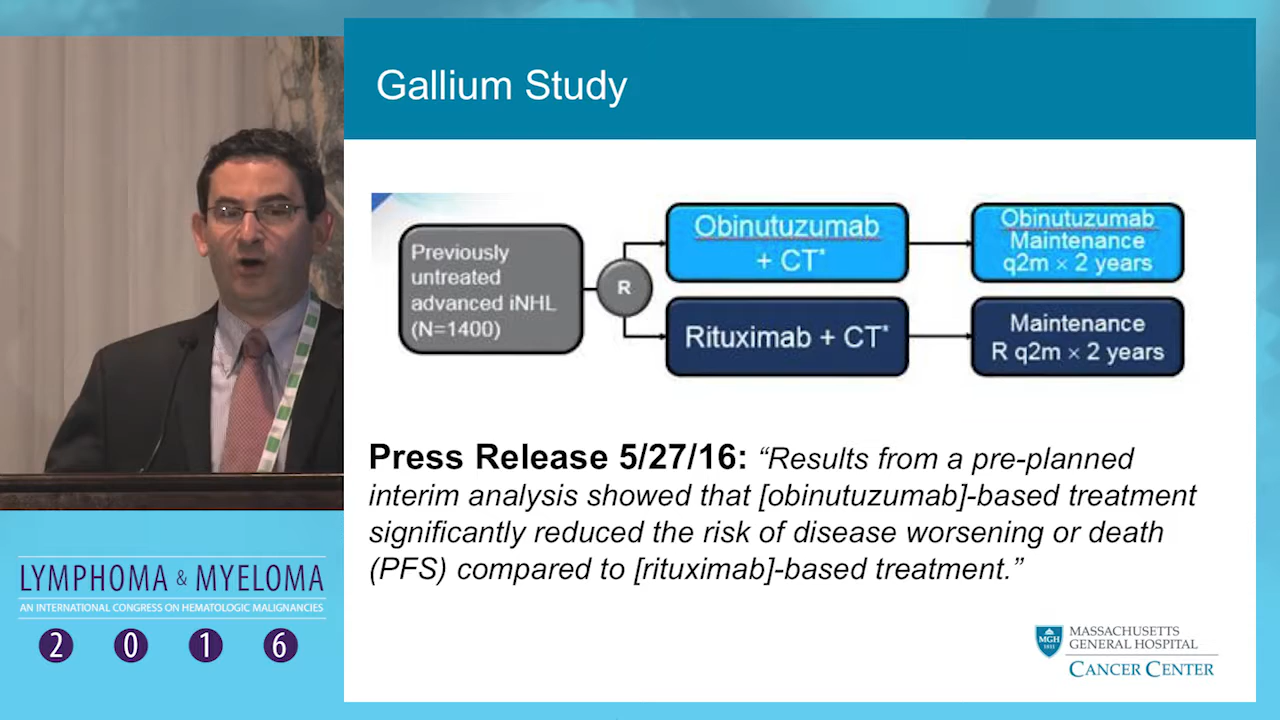 Gallium Study
Previously
untreated
advanced iNHL
(N=1400)
R
Obinutuzumab
+ CT*
Obinutuzumab
Maintenance
q2m × 2 years
Rituximab + CT*
Maintenance
R q2m × 2 years
Press Release 5/27/16: “Results from a pre-planned
interim analysis showed that [obinutuzumab]-based treatment
significantly reduced the risk of disease worsening or death
(PFS) compared to [rituximab]-based treatment.”
LYMPHOMA & MYELOMA
AN INTERNATIONAL CONGRESS ON HEMATOLOGIC MALIGNANCIES
2 0 1 6
MGH
1811
MASSACHUSETTS
GENERAL HOSPITAL
CANCER CENTER